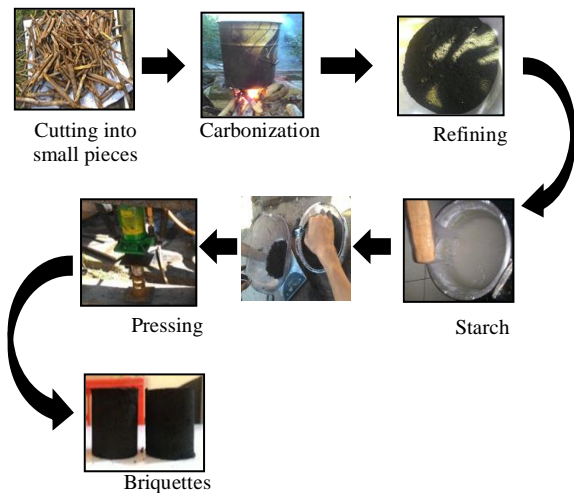 Cutting into
small pieces
Carbonization
Refining
Pressing
Starch
Briquettes